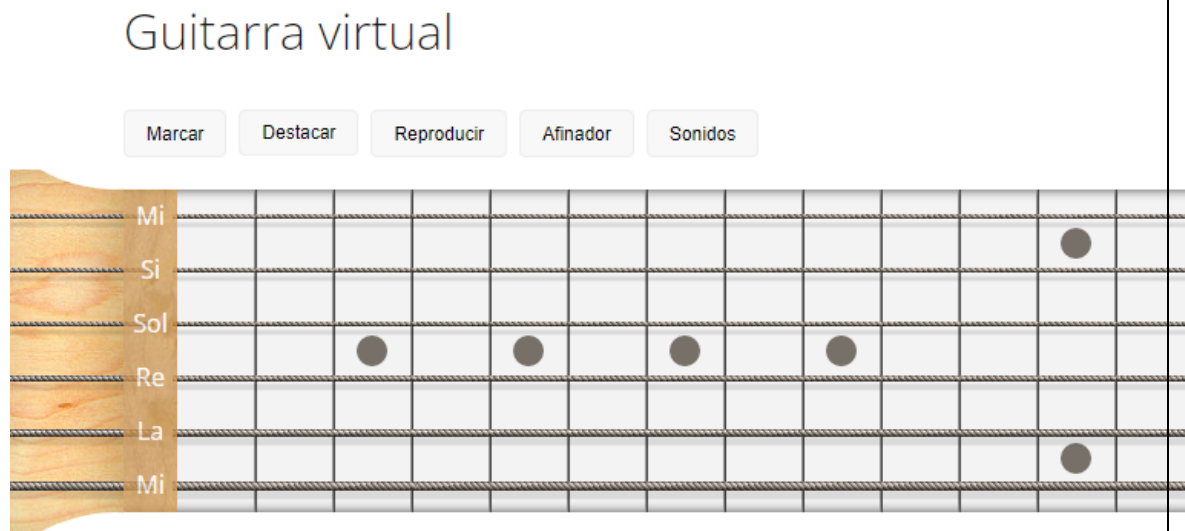 Guitarra virtual
Marcar Destacar Reproducir Afinador Sonidos
Mi
Si
Sol
Re
La
Mi